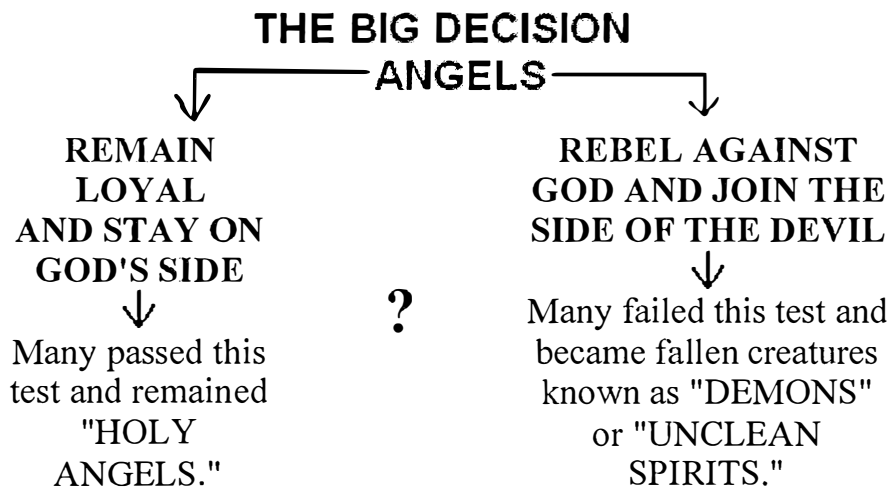 THE BIG DECISION
ANGELS
REMAIN
LOYAL
AND STAY ON
GOD'S SIDE
Many passed this
test and remained
"HOLY
ANGELS."
?
REBEL AGAINST
GOD AND JOIN THE
SIDE OF THE DEVIL
Many failed this test and
became fallen creatures
known as "DEMONS"
or "UNCLEAN
SPIRITS."